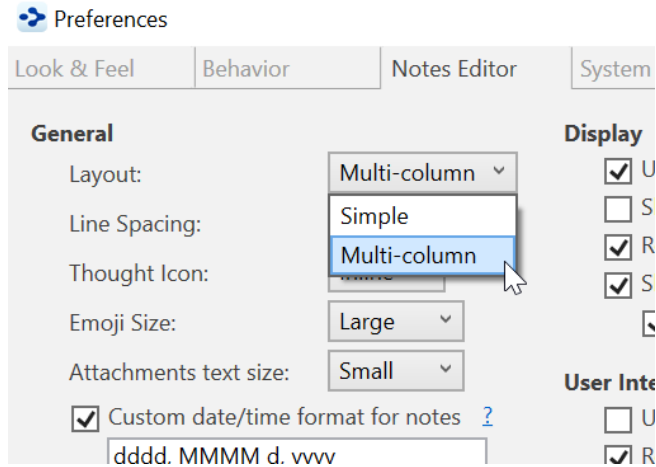 Preferences
Look & Feel Behavior Notes Editor System
General
Layout: Multi-column
Simple
Multi-column
Line Spacing:
Thought Icon:
Emoji Size: Large
Attachments text size: Small
Custom date/time format for notes ?
dddd, MMMM d, yyyy
Display
U
S
R
S
User Inte
U
R